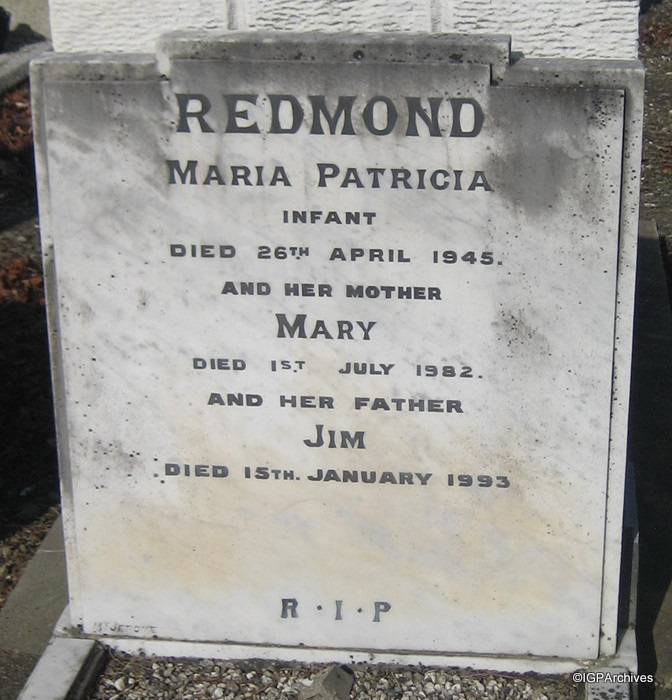 REDMOND
MARIA PATRICIA
INFANT
DIED 26TH APRIL 1945.
AND HER MOTHER
MARY
DIED 1ST JULY 1982.
AND HER FATHER
JIM
DIED 15TH. JANUARY 1993
R·I·P
©IGPArchives